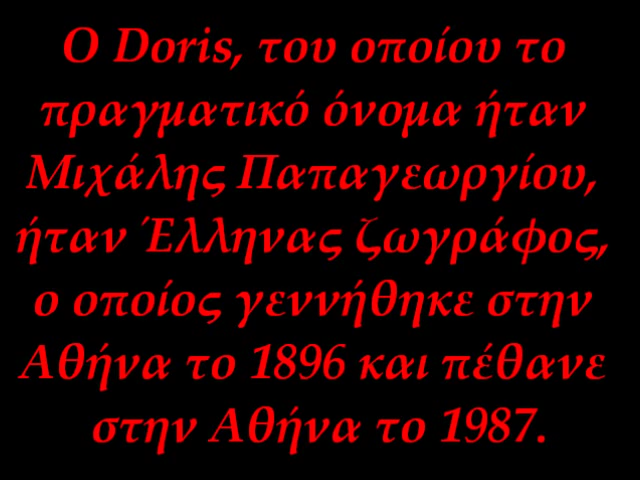 Ο Doris, του οποίου το
πραγματικό όνομα ήταν
Μιχάλης Παπαγεωργίου,
ήταν Έλληνας ζωγράφος,
ο οποίος γεννήθηκε στην
Αθήνα το 1896 και πέθανε
στην Αθήνα το 1987.